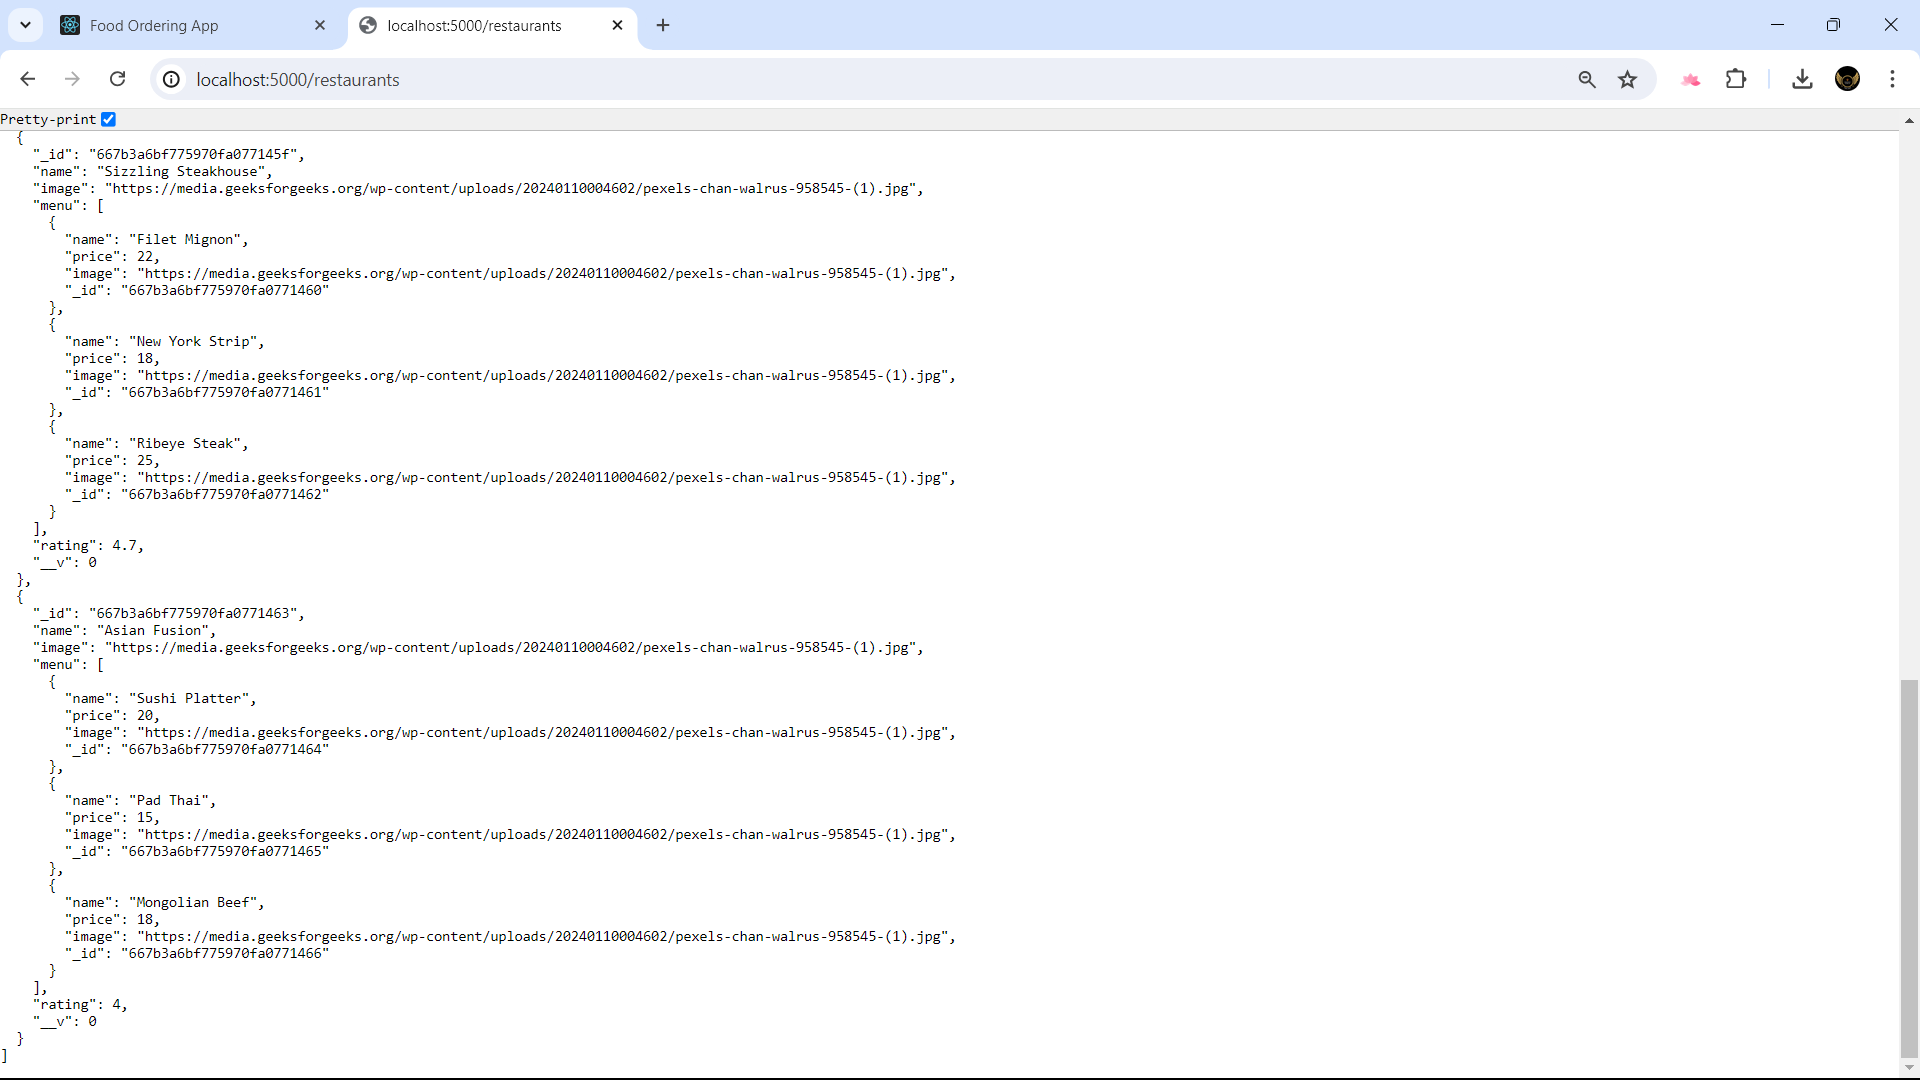 Food Ordering App
localhost:5000/restaurants
localhost:5000/restaurants
Pretty-print
{
"_id": "667b3a6bf775970fa077145f",
"name": "Sizzling Steakhouse",
"image": "https://media.geeksforgeeks.org/wp-content/uploads/20240110004602/pexels-chan-walrus-958545-(1).jpg",
"menu": [
{
"name": "Filet Mignon",
"price": 22,
"image": "https://media.geeksforgeeks.org/wp-content/uploads/20240110004602/pexels-chan-walrus-958545-(1).jpg",
"_id": "667b3a6bf775970fa0771460"
},
{
"name": "New York Strip",
"price": 18,
"image": "https://media.geeksforgeeks.org/wp-content/uploads/20240110004602/pexels-chan-walrus-958545-(1).jpg",
"_id": "667b3a6bf775970fa0771461"
},
{
"name": "Ribeye Steak",
"price": 25,
"image": "https://media.geeksforgeeks.org/wp-content/uploads/20240110004602/pexels-chan-walrus-958545-(1).jpg",
"_id": "667b3a6bf775970fa0771462"
}
],
"rating": 4.7,
"__v": 0
},
{
"_id": "667b3a6bf775970fa0771463",
"name": "Asian Fusion",
"image": "https://media.geeksforgeeks.org/wp-content/uploads/20240110004602/pexels-chan-walrus-958545-(1).jpg",
"menu": [
{
"name": "Sushi Platter",
"price": 20,
"image": "https://media.geeksforgeeks.org/wp-content/uploads/20240110004602/pexels-chan-walrus-958545-(1).jpg",
"_id": "667b3a6bf775970fa0771464"
},
{
"name": "Pad Thai",
"price": 15,
"image": "https://media.geeksforgeeks.org/wp-content/uploads/20240110004602/pexels-chan-walrus-958545-(1).jpg",
"_id": "667b3a6bf775970fa0771465"
},
{
"name": "Mongolian Beef",
"price": 18,
"image": "https://media.geeksforgeeks.org/wp-content/uploads/20240110004602/pexels-chan-walrus-958545-(1).jpg",
"_id": "667b3a6bf775970fa0771466"
}
],
"rating": 4,
"__v": 0
}
]